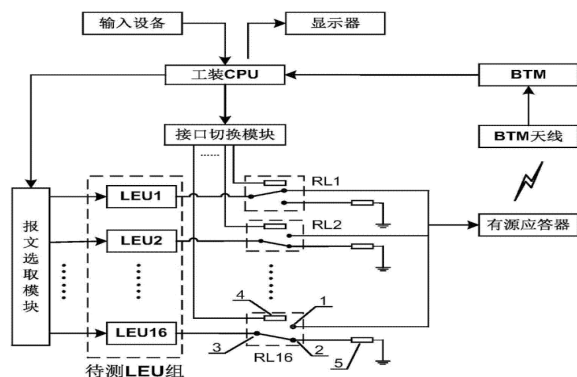 输入设备
显示器
工装CPU
BTM
接口切换模块
BTM天线
......
LEU1
RL1
报文选取模块
LEU2
RL2
有源应答器
4
1
LEU16
3
RL16
2
5
待测LEU组